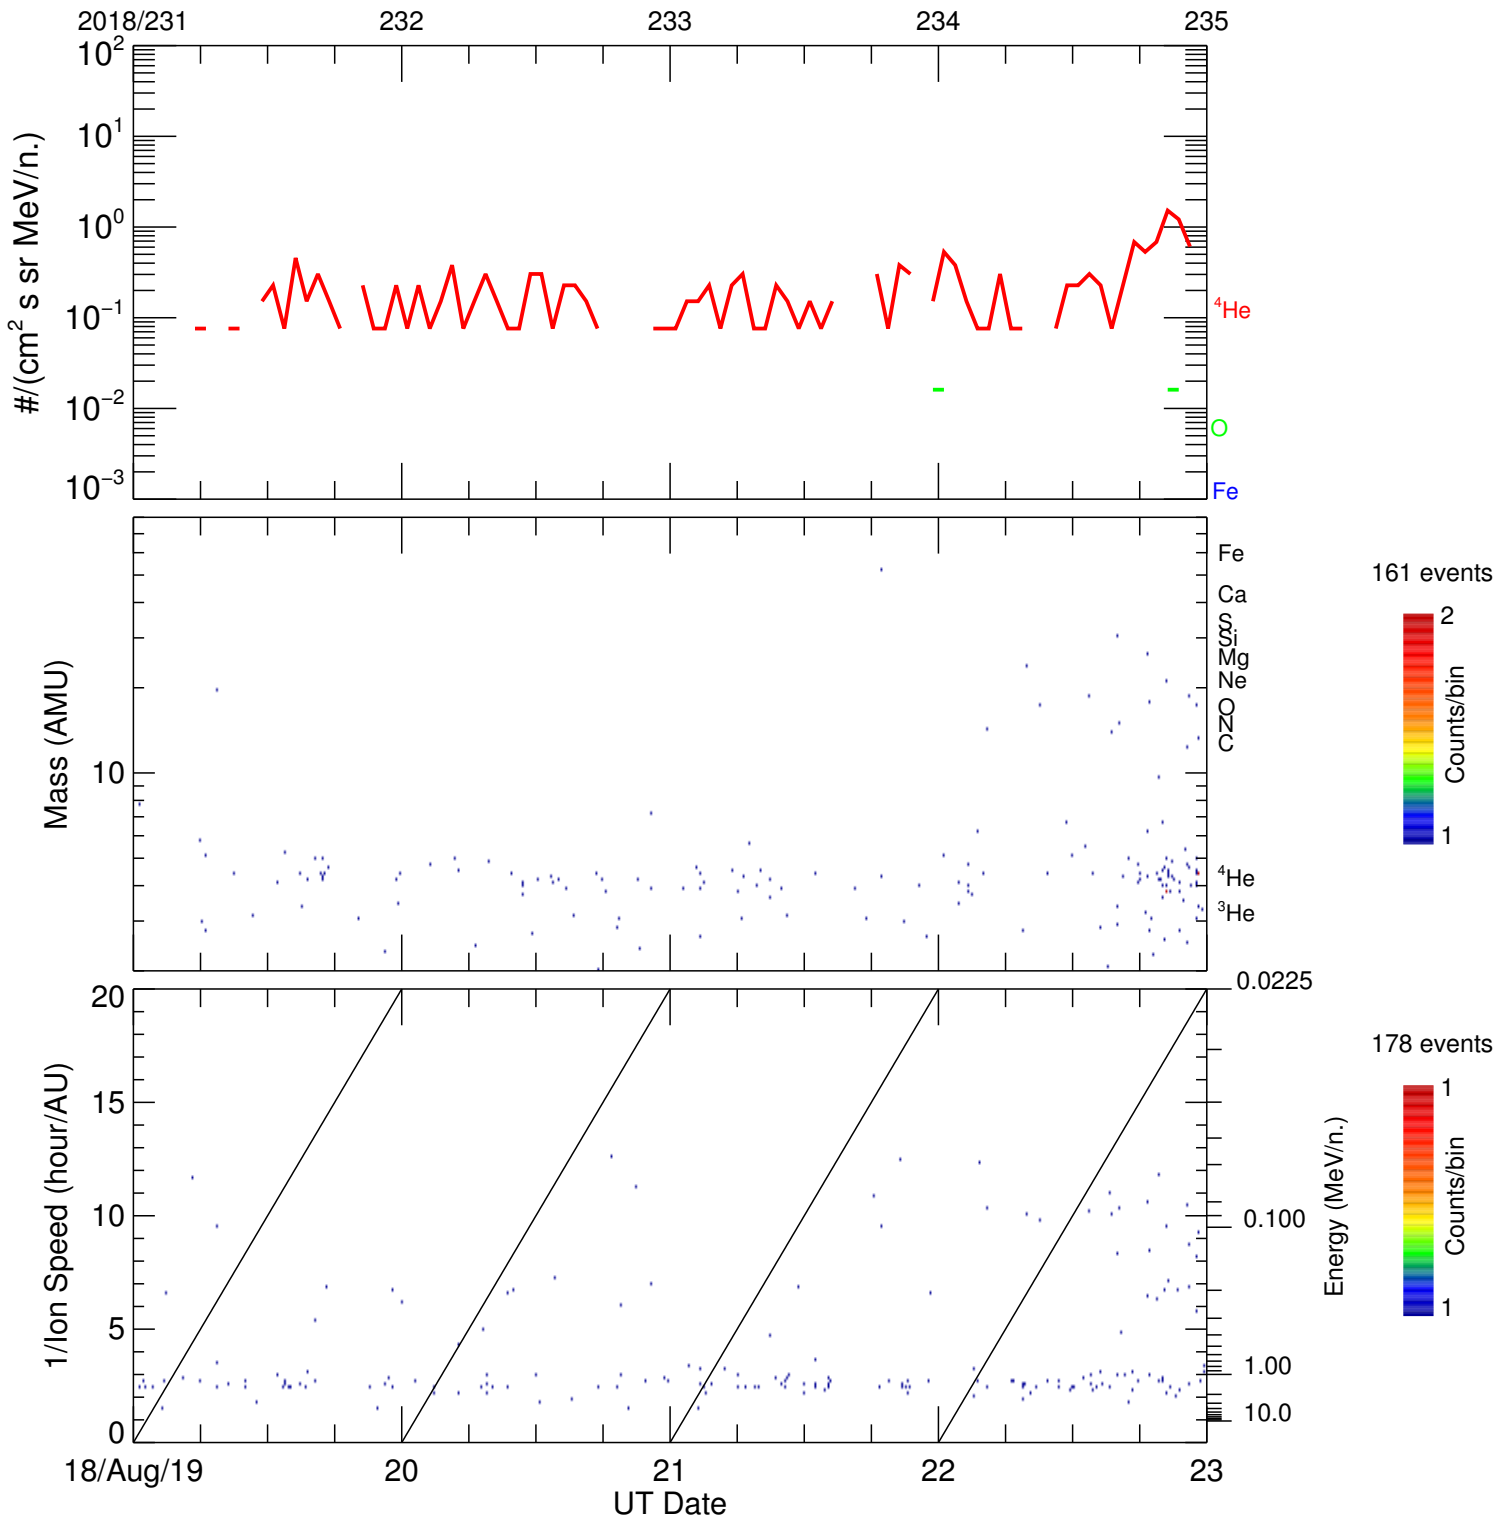 2018/231 232 233 234 235
10² 10¹ 10⁰ 10⁻¹ 10⁻² 10⁻³
#/(cm² s sr MeV/n.)
⁴He
O
Fe
Mass (AMU)
10
Fe
Ca
S
Si
Mg
Ne
O
N
C
⁴He
³He
161 events
2
Counts/bin
1
1/Ion Speed (hour/AU)
20
15
10
5
0
0.0225
0.100
1.00
10.0
Energy (MeV/n.)
178 events
1
Counts/bin
1
18/Aug/19 20 21 22 23
UT Date